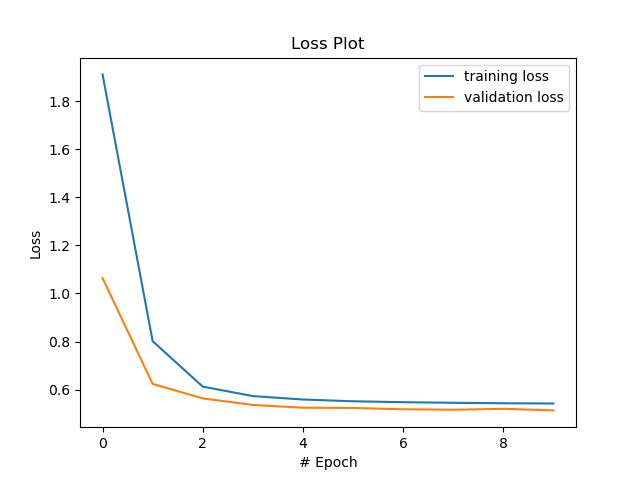 Loss Plot
training loss
validation loss
1.8
1.6
1.4
1.2
1.0
0.8
0.6
Loss
0 2 4 6 8
# Epoch